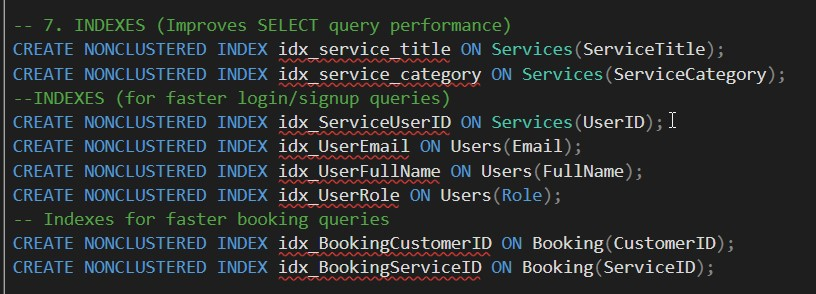 -- 7. INDEXES (Improves SELECT query performance)
CREATE NONCLUSTERED INDEX idx_service_title ON Services(ServiceTitle);
CREATE NONCLUSTERED INDEX idx_service_category ON Services(ServiceCategory);
--INDEXES (for faster login/signup queries)
CREATE NONCLUSTERED INDEX idx_ServiceUserID ON Services(UserID);
CREATE NONCLUSTERED INDEX idx_UserEmail ON Users(Email);
CREATE NONCLUSTERED INDEX idx_UserFullName ON Users(FullName);
CREATE NONCLUSTERED INDEX idx_UserRole ON Users(Role);
-- Indexes for faster booking queries
CREATE NONCLUSTERED INDEX idx_BookingCustomerID ON Booking(CustomerID);
CREATE NONCLUSTERED INDEX idx_BookingServiceID ON Booking(ServiceID);